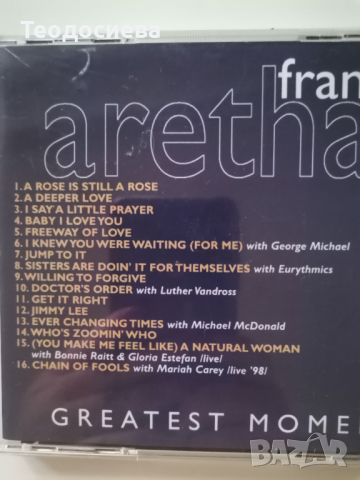 Теодосиева
fran
aretha
1. A ROSE IS STILL A ROSE
2. A DEEPER LOVE
3. I SAY A LITTLE PRAYER
4. BABY I LOVE YOU
5. FREEWAY OF LOVE
6. I KNEW YOU WERE WAITING (FOR ME) with George Michael
7. JUMP TO IT
8. SISTERS ARE DOIN' IT FOR THEMSELVES with Eurythmics
9. WILLING TO FORGIVE
10. DOCTOR'S ORDER with Luther Vandross
11. GET IT RIGHT
12. JIMMY LEE
13. EVER CHANGING TIMES with Michael McDonald
14. WHO'S ZOOMIN' WHO
15. (YOU MAKE ME FEEL LIKE) A NATURAL WOMAN
with Bonnie Raitt & Gloria Estefan /live/
16. CHAIN OF FOOLS with Mariah Carey /live '98/
GREATEST MOME
BAZAR